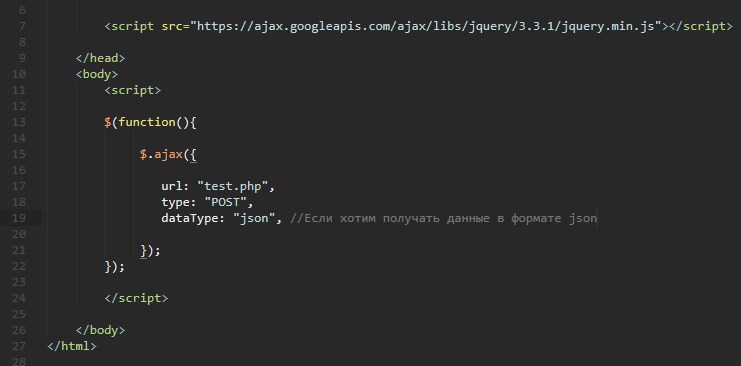 6
7 <script src="https://ajax.googleapis.com/ajax/libs/jquery/3.3.1/jquery.min.js"></script>
8
9 </head>
10 <body>
11 <script>
12
13 $(function(){
14
15 $.ajax({
16
17 url: "test.php",
18 type: "POST",
19 dataType: "json", //Если хотим получать данные в формате json
20
21 });
22 });
23
24 </script>
25
26 </body>
27 </html>
28